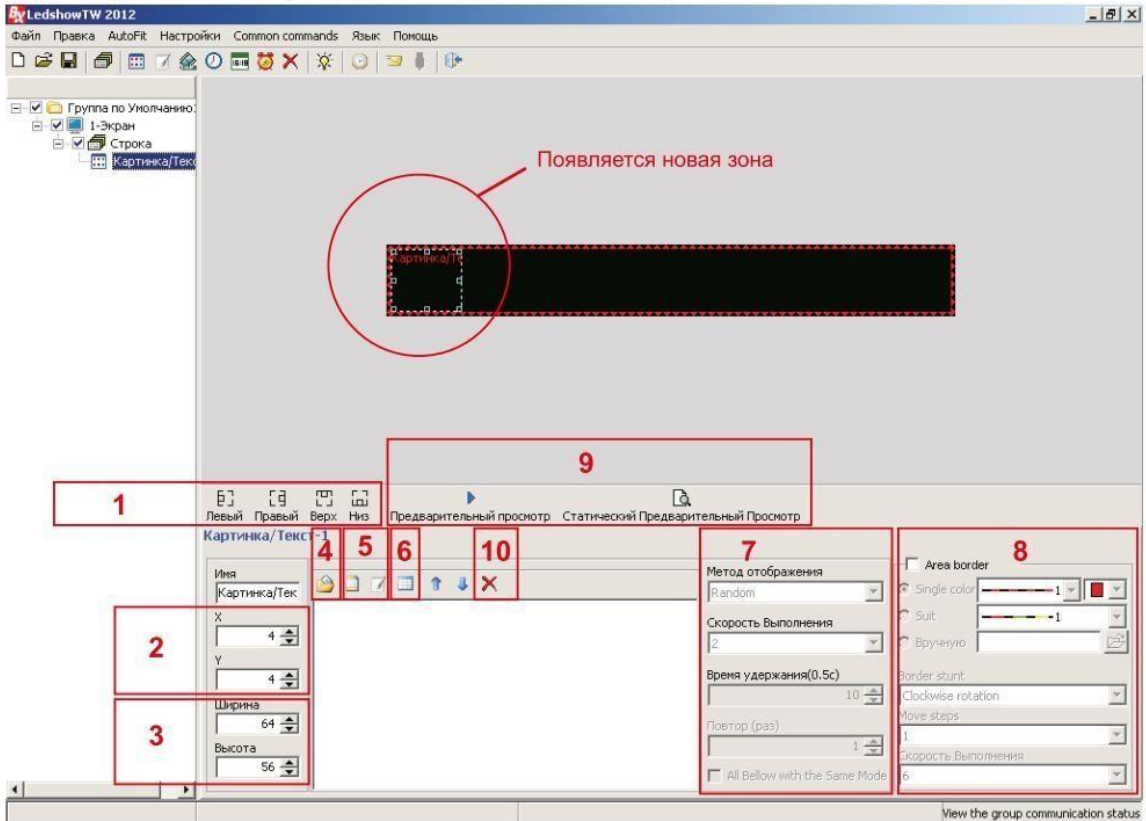 LedshowTW 2012
Файл Правка AutoFit Настройки Common commands Язык Помощь
Группа по Умолчанию:
1-Экран
Строка
Картинка/Текс
Появляется новая зона
Картинка/Те
9
1
Левый Правый Верх Низ Предварительный просмотр Статический Предварительный Просмотр
Картинка/Текст-1
4 5 6 10 7 8
Имя
Картинка/Тек
X
4
Y
4
2
Ширина
64
Высота
56
3
Метод отображения
Random
Скорость Выполнения
2
Время удержания(0.5с)
10
Повтор (раз)
1
All Bellow with the Same Mode
Area border
Single color 1
Suit 1
Вручную
Border stunt
Clockwise rotation
Move steps
1
Скорость Выполнения
6
View the group communication status